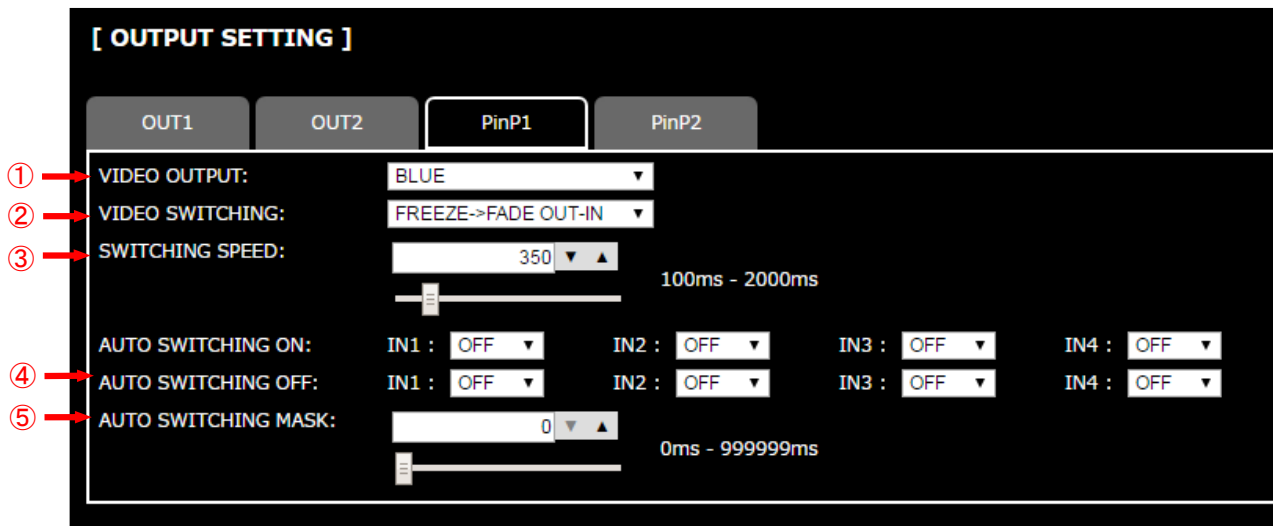 [ OUTPUT SETTING ]
OUT1 OUT2 PinP1 PinP2
① VIDEO OUTPUT: BLUE ▼
② VIDEO SWITCHING: FREEZE->FADE OUT-IN ▼
③ SWITCHING SPEED: 350 ▼ ▲
100ms - 2000ms
AUTO SWITCHING ON: IN1 : OFF ▼ IN2 : OFF ▼ IN3 : OFF ▼ IN4 : OFF ▼
④ AUTO SWITCHING OFF: IN1 : OFF ▼ IN2 : OFF ▼ IN3 : OFF ▼ IN4 : OFF ▼
⑤ AUTO SWITCHING MASK: 0 ▼ ▲
0ms - 999999ms